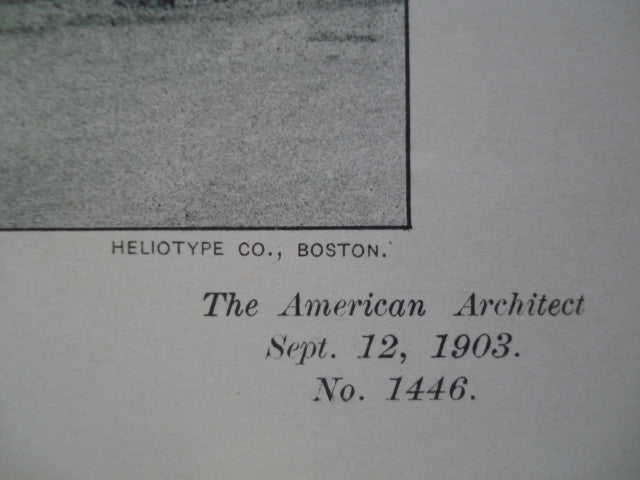 HELIOTYPE CO., BOSTON.
The American Architect
Sept. 12, 1903.
No. 1446.